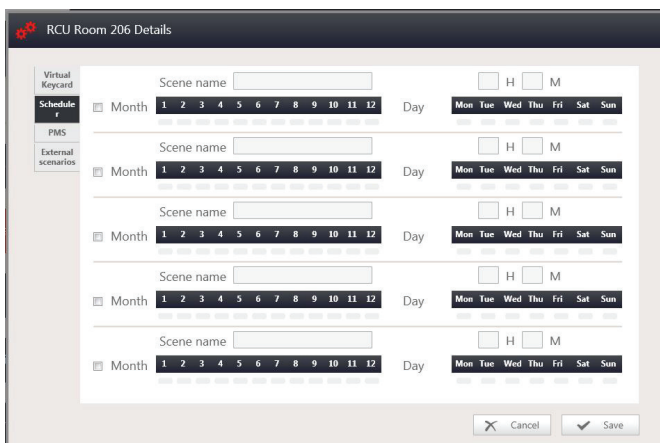 RCU Room 206 Details
Virtual
Keycard
Schedule
r
PMS
External
scenarios
Scene name H M
Month 1 2 3 4 5 6 7 8 9 10 11 12 Day Mon Tue Wed Thu Fri Sat Sun
Scene name H M
Month 1 2 3 4 5 6 7 8 9 10 11 12 Day Mon Tue Wed Thu Fri Sat Sun
Scene name H M
Month 1 2 3 4 5 6 7 8 9 10 11 12 Day Mon Tue Wed Thu Fri Sat Sun
Scene name H M
Month 1 2 3 4 5 6 7 8 9 10 11 12 Day Mon Tue Wed Thu Fri Sat Sun
Scene name H M
Month 1 2 3 4 5 6 7 8 9 10 11 12 Day Mon Tue Wed Thu Fri Sat Sun
Cancel Save